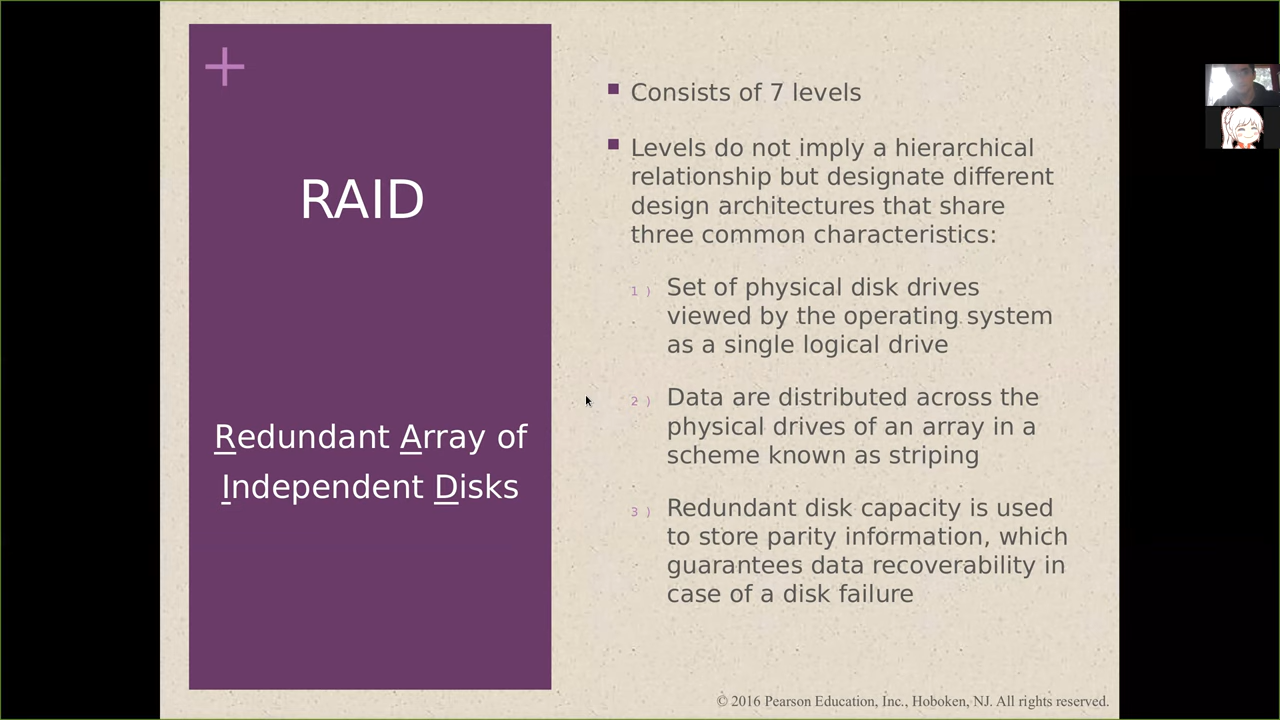 +
RAID
Redundant Array of
Independent Disks
Consists of 7 levels
Levels do not imply a hierarchical
relationship but designate different
design architectures that share
three common characteristics:
1) Set of physical disk drives
viewed by the operating system
as a single logical drive
2) Data are distributed across the
physical drives of an array in a
scheme known as striping
3) Redundant disk capacity is used
to store parity information, which
guarantees data recoverability in
case of a disk failure
© 2016 Pearson Education, Inc., Hoboken, NJ. All rights reserved.